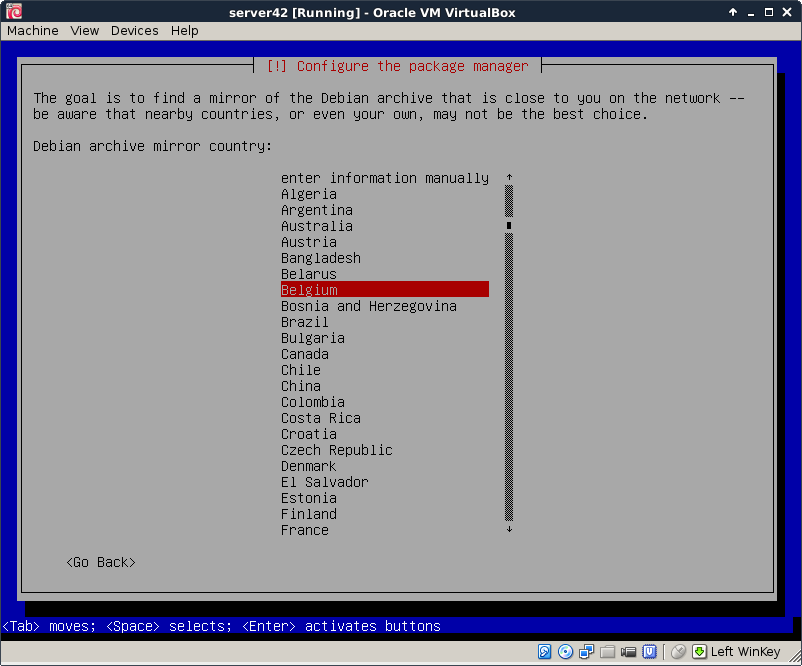 server42 [Running] - Oracle VM VirtualBox
Machine View Devices Help
[!] Configure the package manager
The goal is to find a mirror of the Debian archive that is close to you on the network --
be aware that nearby countries, or even your own, may not be the best choice.
Debian archive mirror country:
enter information manually
Algeria
Argentina
Australia
Austria
Bangladesh
Belarus
Belgium
Bosnia and Herzegovina
Brazil
Bulgaria
Canada
Chile
China
Colombia
Costa Rica
Croatia
Czech Republic
Denmark
El Salvador
Estonia
Finland
France
<Go Back>
<Tab> moves; <Space> selects; <Enter> activates buttons
Left WinKey